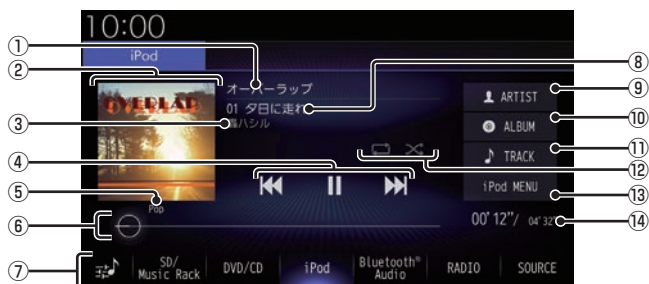 10:00
iPod
①
②
③
④
⑤
⑥
⑦
OVERLAP
オーバーラップ
01 夕日に走れ
轟ハシル
Pop
⑧
⑨
⑩
⑪
⑫
⑬
⑭
ARTIST
ALBUM
TRACK
iPod MENU
00'12"/ 04'32"
SD/
Music Rack
DVD/CD
iPod
Bluetooth®
Audio
RADIO
SOURCE